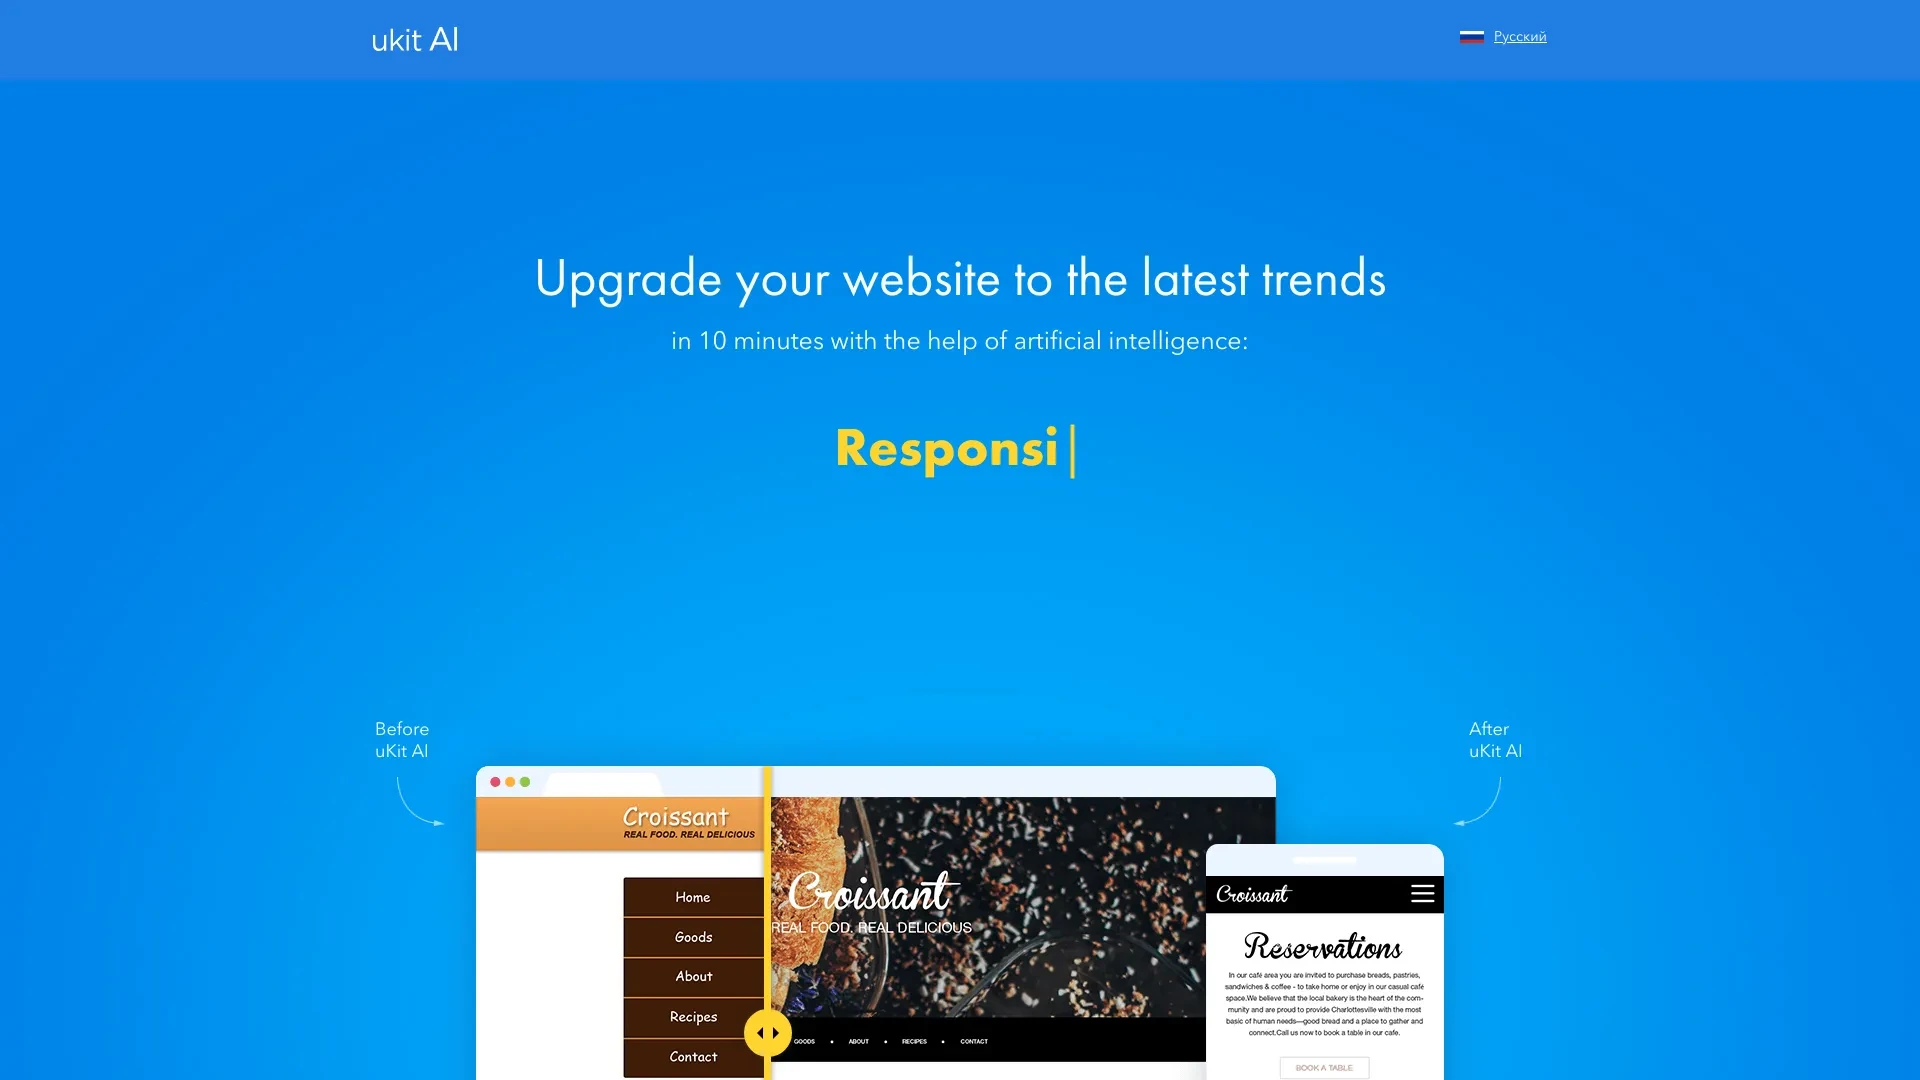 ukit AI
Русский
Upgrade your website to the latest trends
in 10 minutes with the help of artificial intelligence:
Responsi
Before
uKit AI
After
uKit AI
Croissant
REAL FOOD. REAL DELICIOUS
Home
Goods
About
Recipes
Contact
Croissant
REAL FOOD. REAL DELICIOUS
GOODS • ABOUT • RECIPES • CONTACT
Croissant
Reservations
In our café area you are invited to purchase breads, pastries,
sandwiches & coffee - to take home or enjoy in our casual café
space.We believe that the local bakery is the heart of the com-
munity and are proud to provide Charlottesville with the most
basic of human needs—good bread and a place to gather and
connect.Call us now to book a table in our cafe.
BOOK A TABLE